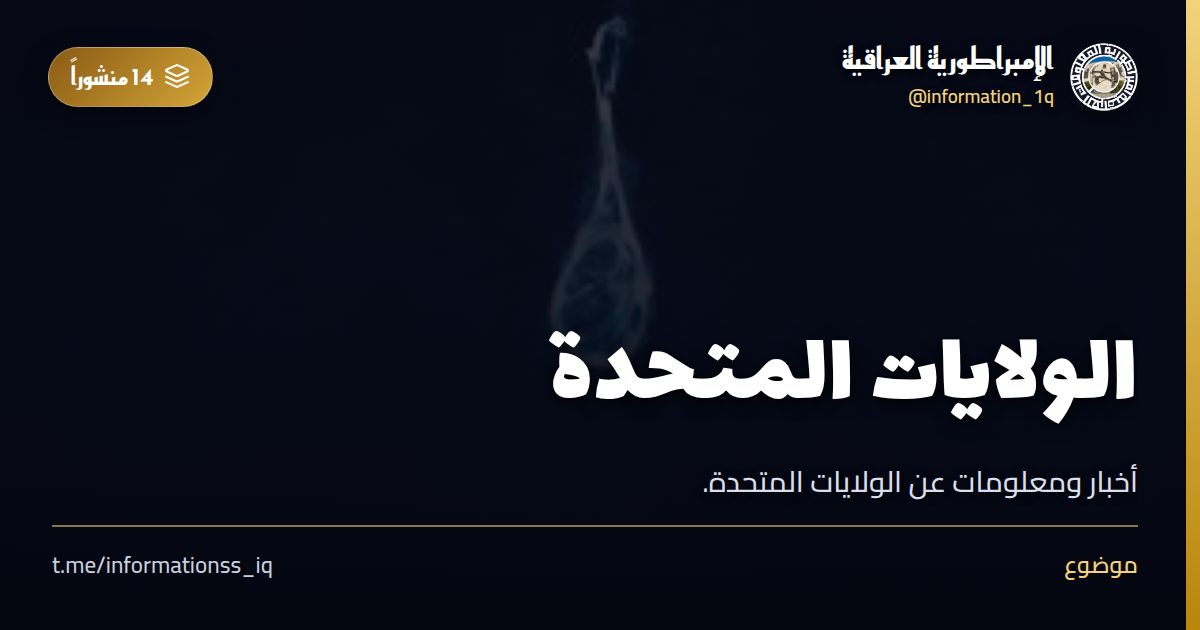 الإمبراطورية العراقية
@information_1q
14 منشوراً
الولايات المتحدة
أخبار ومعلومات عن الولايات المتحدة.
موضوع
t.me/informationss_iq